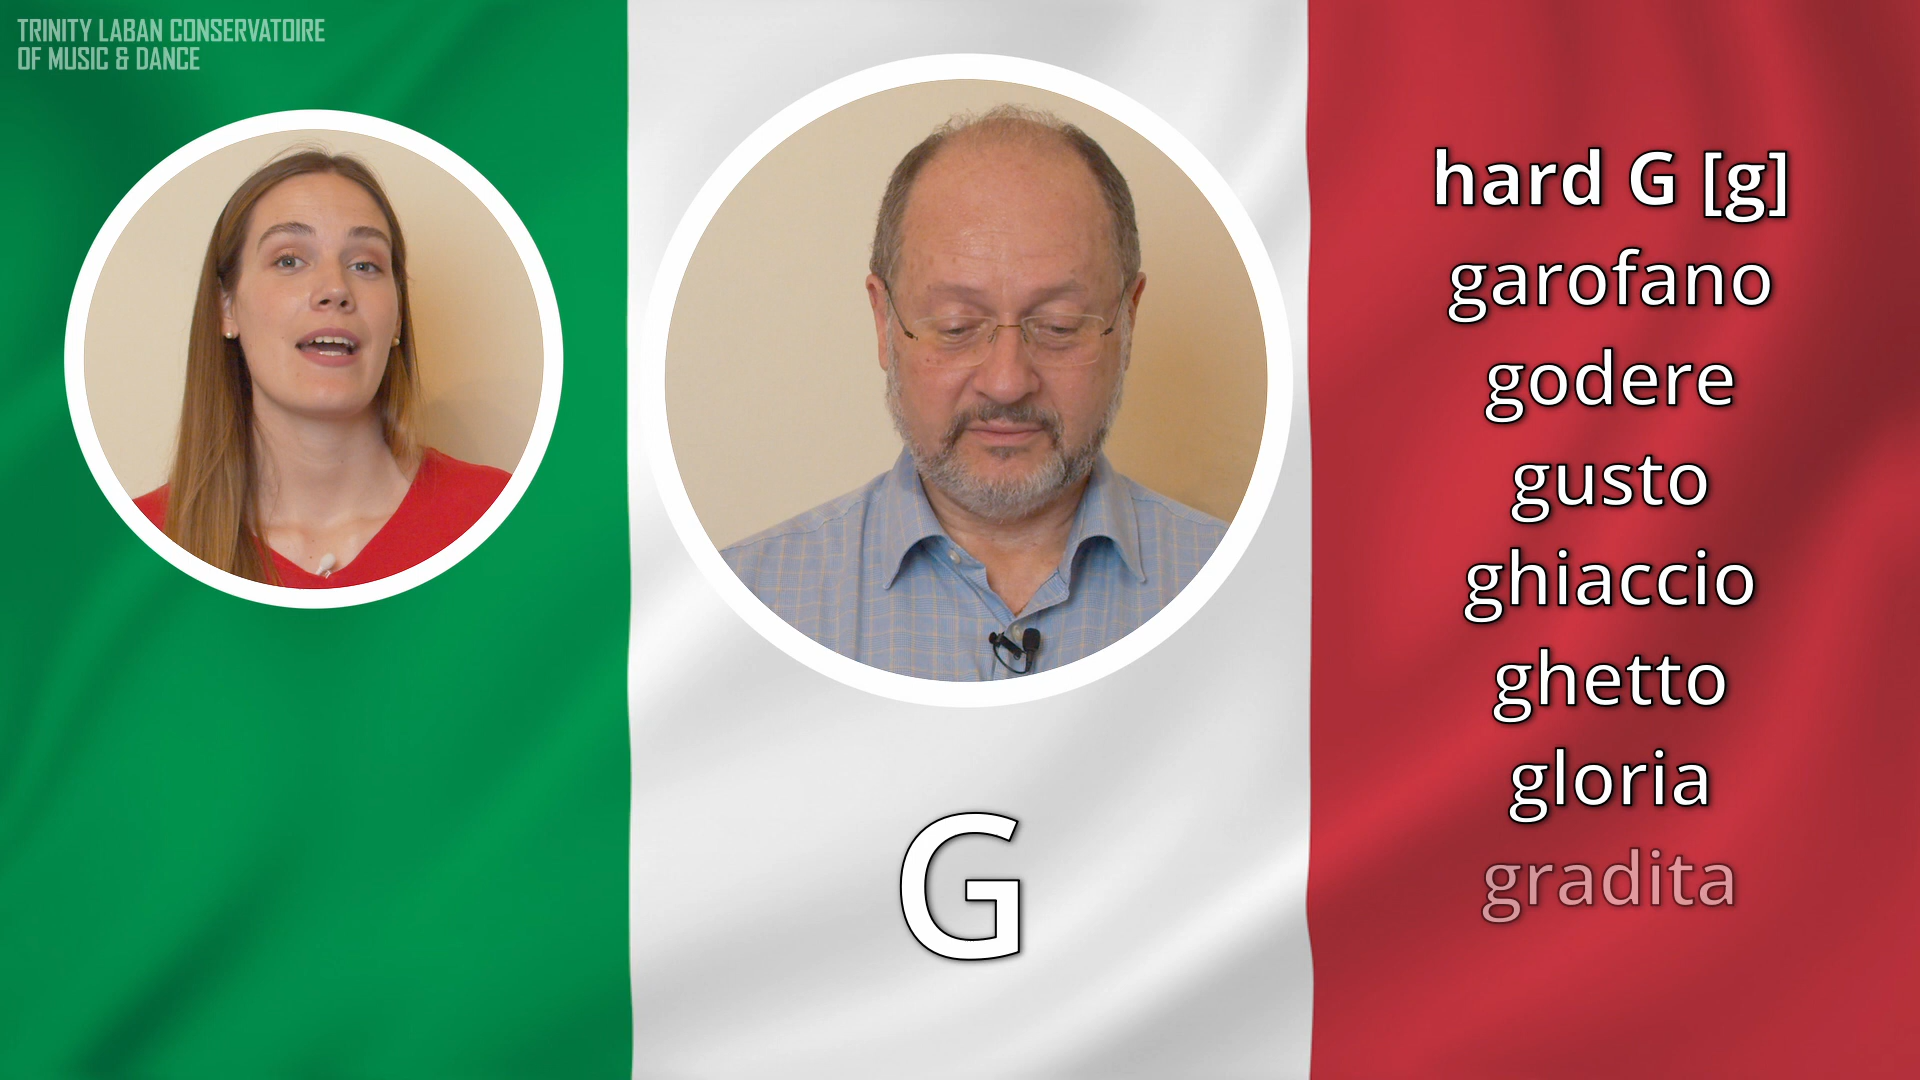 TRINITY LABAN CONSERVATOIRE
OF MUSIC & DANCE
hard G [g]
garofano
godere
gusto
ghiaccio
ghetto
gloria
gradita
G